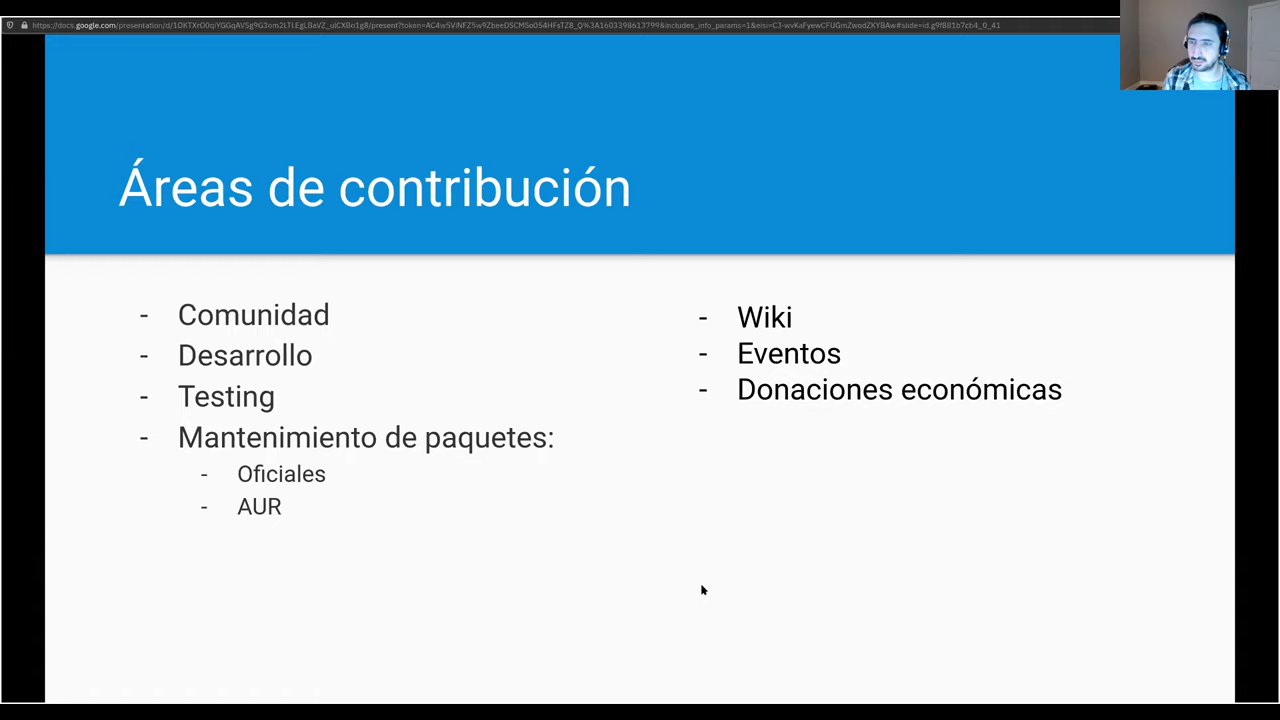 Áreas de contribución
- Comunidad
- Desarrollo
- Testing
- Mantenimiento de paquetes:
- Oficiales
- AUR
- Wiki
- Eventos
- Donaciones económicas